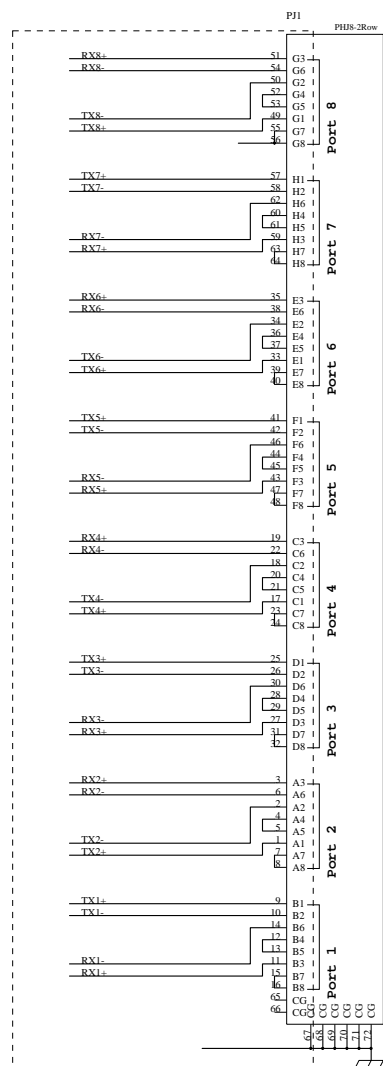 PJ1
PHJ8-2Row
RX8+ 51 G3
RX8- 54 G6
50 G2
52 G4
53 G5
TX8- 49 G1
TX8+ 55 G7
56 G8
Port 8
TX7+ 57 H1
TX7- 58 H2
62 H6
60 H4
61 H5
RX7- 59 H3
RX7+ 63 H7
64 H8
Port 7
RX6+ 35 E3
RX6- 38 E6
34 E2
36 E4
37 E5
TX6- 33 E1
TX6+ 39 E7
40 E8
Port 6
TX5+ 41 F1
TX5- 42 F2
46 F6
44 F4
45 F5
RX5- 43 F3
RX5+ 47 F7
48 F8
Port 5
RX4+ 19 C3
RX4- 22 C6
18 C2
20 C4
21 C5
TX4- 17 C1
TX4+ 23 C7
24 C8
Port 4
TX3+ 25 D1
TX3- 26 D2
30 D6
28 D4
29 D5
RX3- 27 D3
RX3+ 31 D7
32 D8
Port 3
RX2+ 3 A3
RX2- 6 A6
2 A2
4 A4
5 A5
TX2- 1 A1
TX2+ 7 A7
8 A8
Port 2
TX1+ 9 B1
TX1- 10 B2
14 B6
12 B4
13 B5
RX1- 11 B3
RX1+ 15 B7
16 B8
Port 1
65 CG
66 CG
CG CG CG CG CG CG
67 68 69 70 71 72